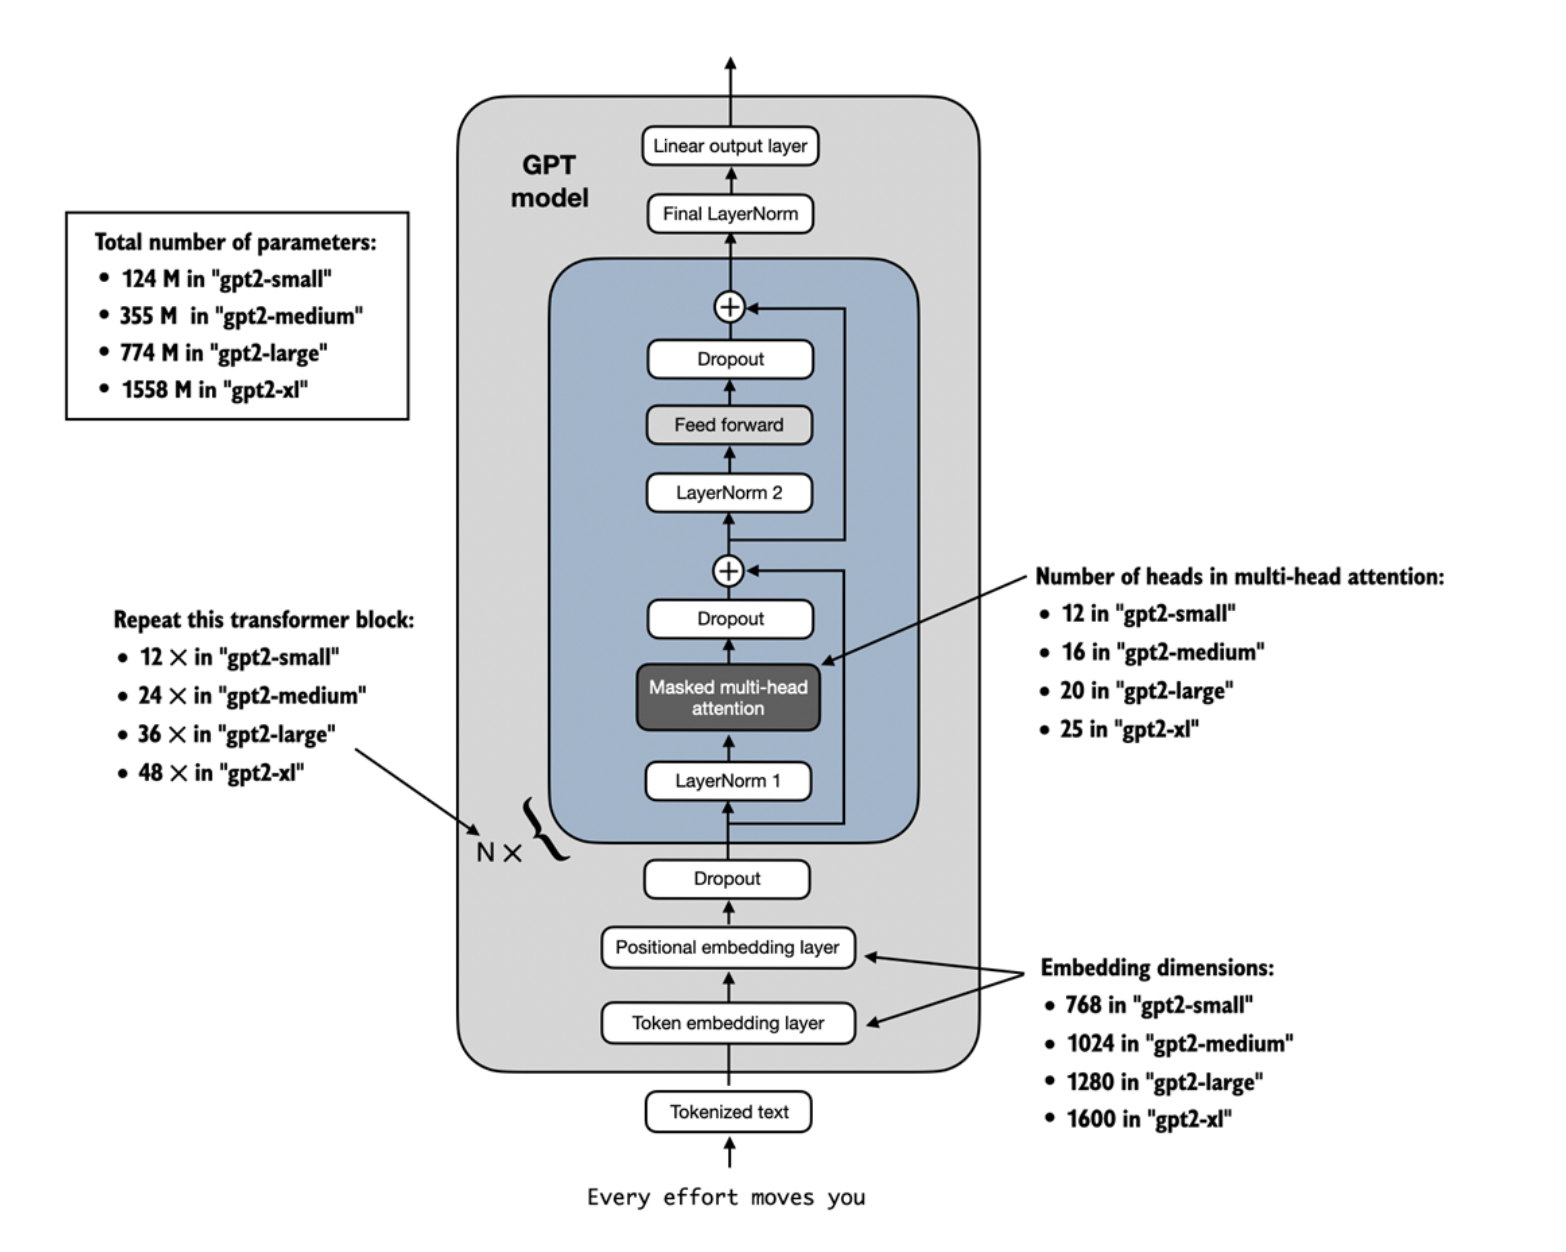 Linear output layer
GPT
model
Final LayerNorm
Total number of parameters:
• 124 M in "gpt2-small"
• 355 M  in "gpt2-medium"
• 774 M in "gpt2-large"
• 1558 M in "gpt2-xl"
+
Dropout
Feed forward
LayerNorm 2
+
Dropout
Masked multi-head
attention
LayerNorm 1
Number of heads in multi-head attention:
• 12 in "gpt2-small"
• 16 in "gpt2-medium"
• 20 in "gpt2-large"
• 25 in "gpt2-xl"
Repeat this transformer block:
• 12 × in "gpt2-small"
• 24 × in "gpt2-medium"
• 36 × in "gpt2-large"
• 48 × in "gpt2-xl"
N × {
Dropout
Positional embedding layer
Token embedding layer
Embedding dimensions:
• 768 in "gpt2-small"
• 1024 in "gpt2-medium"
• 1280 in "gpt2-large"
• 1600 in "gpt2-xl"
Tokenized text
Every effort moves you